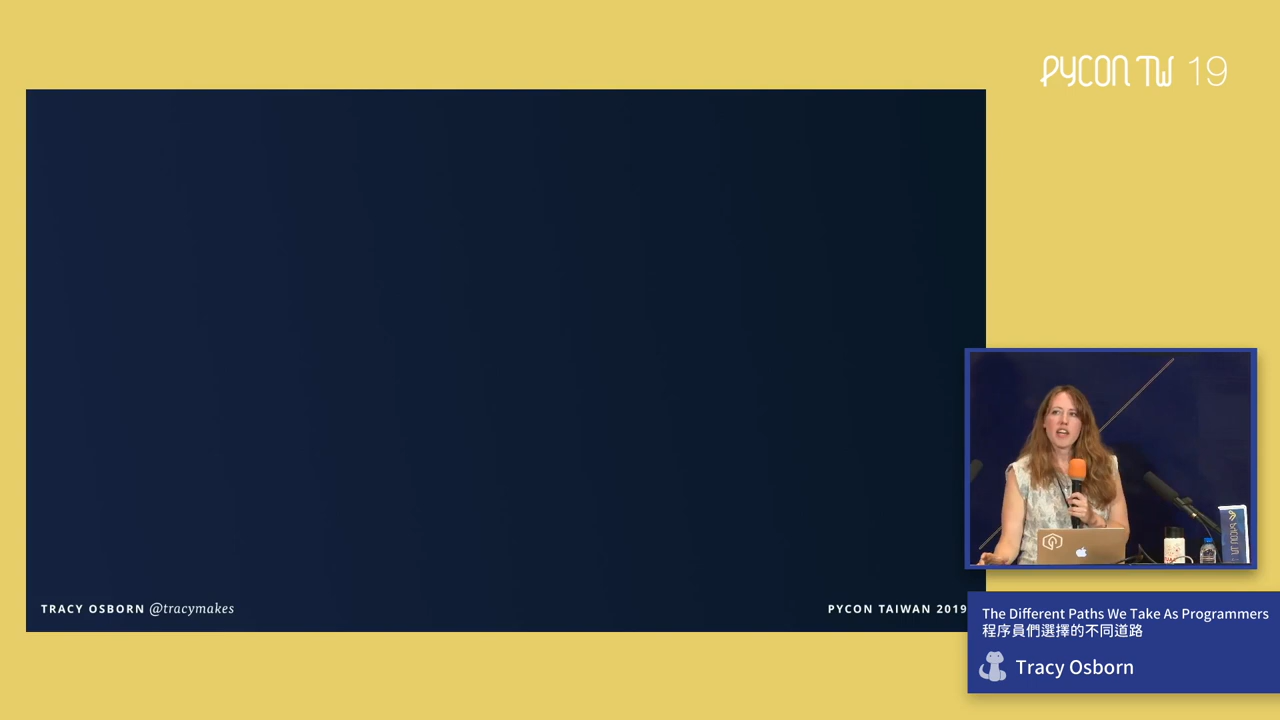 PYCON TW 19
TRACY OSBORN @tracymakes
PYCON TAIWAN 2019
The Different Paths We Take As Programmers
程序員們選擇的不同道路
Tracy Osborn